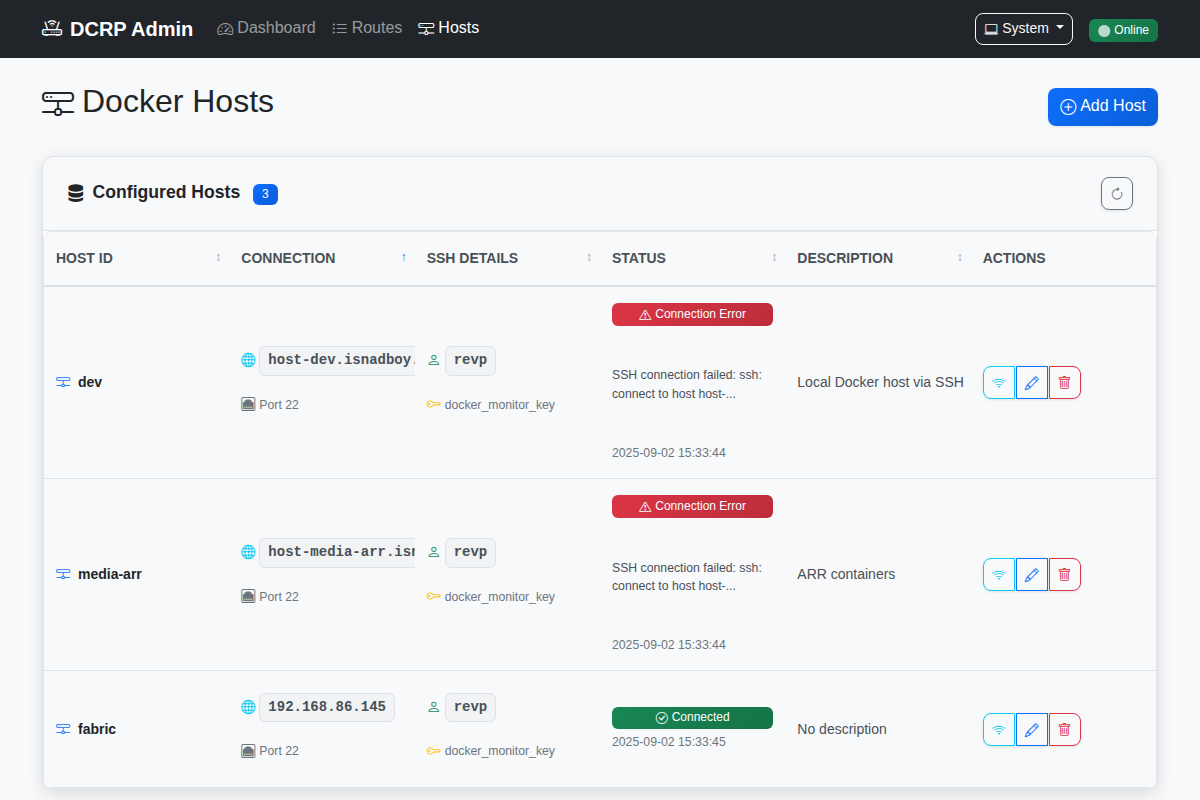 DCRP Admin Dashboard Routes Hosts System Online
Docker Hosts
Add Host
Configured Hosts 3
HOST ID ↕ CONNECTION ↑ SSH DETAILS ↕ STATUS ↕ DESCRIPTION ↕ ACTIONS
Connection Error
host-dev.isnadboy. revp
SSH connection failed: ssh:
dev Local Docker host via SSH
connect to host host-...
Port 22 docker_monitor_key
2025-09-02 15:33:44
Connection Error
host-media-arr.isn revp
SSH connection failed: ssh:
media-arr ARR containers
connect to host host-...
Port 22 docker_monitor_key
2025-09-02 15:33:44
192.168.86.145 revp
Connected
fabric No description
2025-09-02 15:33:45
Port 22 docker_monitor_key